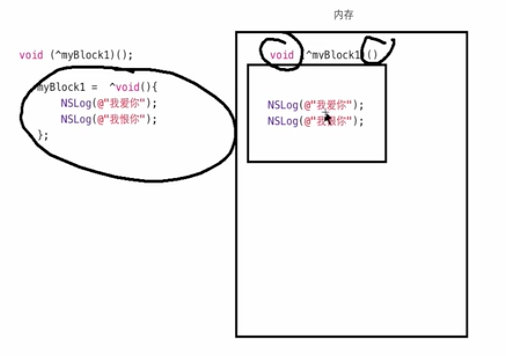 内存
void (^myBlock1)();
void (^myBlock1)()
myBlock1 = ^void(){
NSLog(@"我爱你");
NSLog(@"我恨你");
};
NSLog(@"我爱你");
NSLog(@"我恨你");